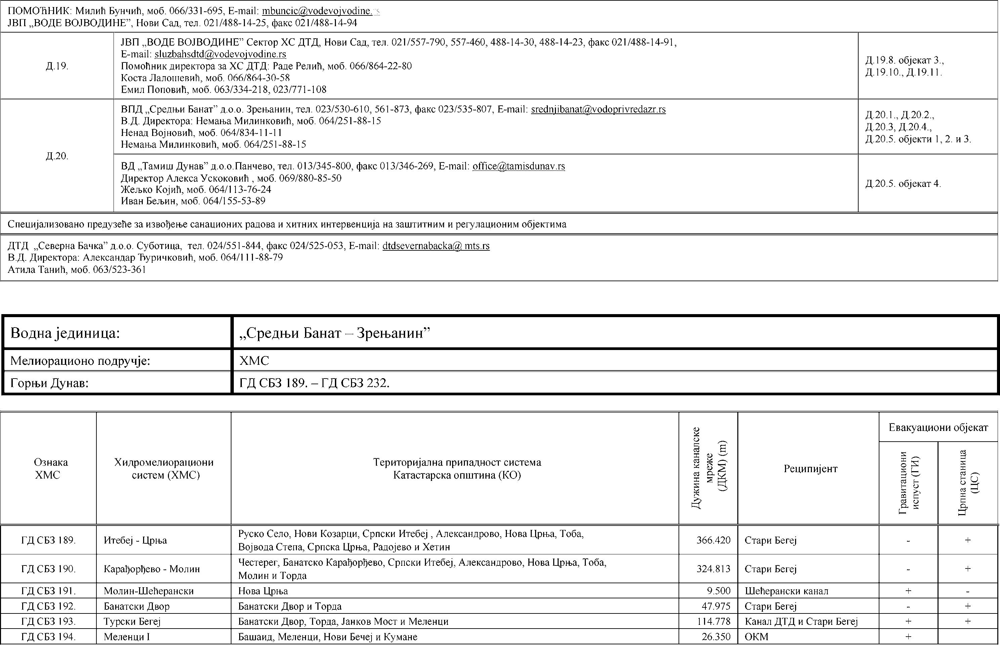 ПОМОЋНИК: Милић Бунчић, моб. 066/331-695, E-mail: mbuncic@vodevojvodine.
ЈВП „ВОДЕ ВОЈВОДИНЕ”, Нови Сад, тел. 021/488-14-25, факс 021/488-14-94
Д.19.
ЈВП „ВОДЕ ВОЈВОДИНЕ” Сектор ХС ДТД, Нови Сад, тел. 021/557-790, 557-460, 488-14-30, 488-14-23, факс 021/488-14-91,
E-mail: sluzbahsdtd@vodevojvodine.rs
Помоћник директора за ХС ДТД: Раде Релић, моб. 066/864-22-80
Коста Лалошевић, моб. 066/864-30-58
Емил Поповић, моб. 063/334-218, 023/771-108
Д.19.8. објекат 3.,
Д.19.10., Д.19.11.
Д.20.
ВПД „Средњи Банат” д.о.о. Зрењанин, тел. 023/530-610, 561-873, факс 023/535-807, E-mail: srednjibanat@vodoprivredazr.rs
В.Д. Директора: Немања Милинковић, моб. 064/251-88-15
Ненад Војновић, моб. 064/834-11-11
Немања Милинковић, моб. 064/251-88-15
Д.20.1., Д.20.2.,
Д.20.3, Д.20.4.,
Д.20.5. објекти 1, 2. и 3.
ВД „Тамиш Дунав” д.о.о.Панчево, тел. 013/345-800, факс 013/346-269, E-mail: office@tamisdunav.rs
Директор Алекса Ускоковић , моб. 069/880-85-50
Жељко Којић, моб. 064/113-76-24
Иван Бељин, моб. 064/155-53-89
Д.20.5. објекат 4.
Специјализовано предузеће за извођење санационих радова и хитних интервенција на заштитним и регулационим објектима
ДТД „Северна Бачка” д.о.о. Суботица, тел. 024/551-844, факс 024/525-053, E-mail: dtdsevernabacka@ mts.rs
В.Д. Директора: Александар Ђуричковић, моб. 064/111-88-79
Атила Танић, моб. 063/523-361
Водна јединица: „Средњи Банат – Зрењанин”
Мелиорационо подручје: ХМС
Горњи Дунав: ГД СБЗ 189. – ГД СБЗ 232.
Ознака
ХМС
Хидромелиорациони
систем (ХМС)
Територијална припадност система
Катастарска општина (КО)
Дужина каналске
мреже
(ДКМ) (m)
Реципијент
Евакуациони објекат
Гравитациони
испуст (ГИ)
Црпна станица
(ЦС)
ГД СБЗ 189. Итебеј - Црња Руско Село, Нови Козарци, Српски Итебеј , Александрово, Нова Црња, Тоба,
Војвода Степа, Српска Црња, Радојево и Хетин
366.420 Стари Бегеј - +
ГД СБЗ 190. Карађорђево - Молин Честерег, Банатско Карађорђево, Српски Итебеј, Александрово, Нова Црња, Тоба,
Молин и Торда
324.813 Стари Бегеј - +
ГД СБЗ 191. Молин-Шећерански Нова Црња 9.500 Шећерански канал + -
ГД СБЗ 192. Банатски Двор Банатски Двор и Торда 47.975 Стари Бегеј - +
ГД СБЗ 193. Турски Бегеј Банатски Двор, Торда, Јанков Мост и Меленци 114.778 Канал ДТД и Стари Бегеј + +
ГД СБЗ 194. Меленци I Башаид, Меленци, Нови Бечеј и Кумане 26.350 ОКМ +